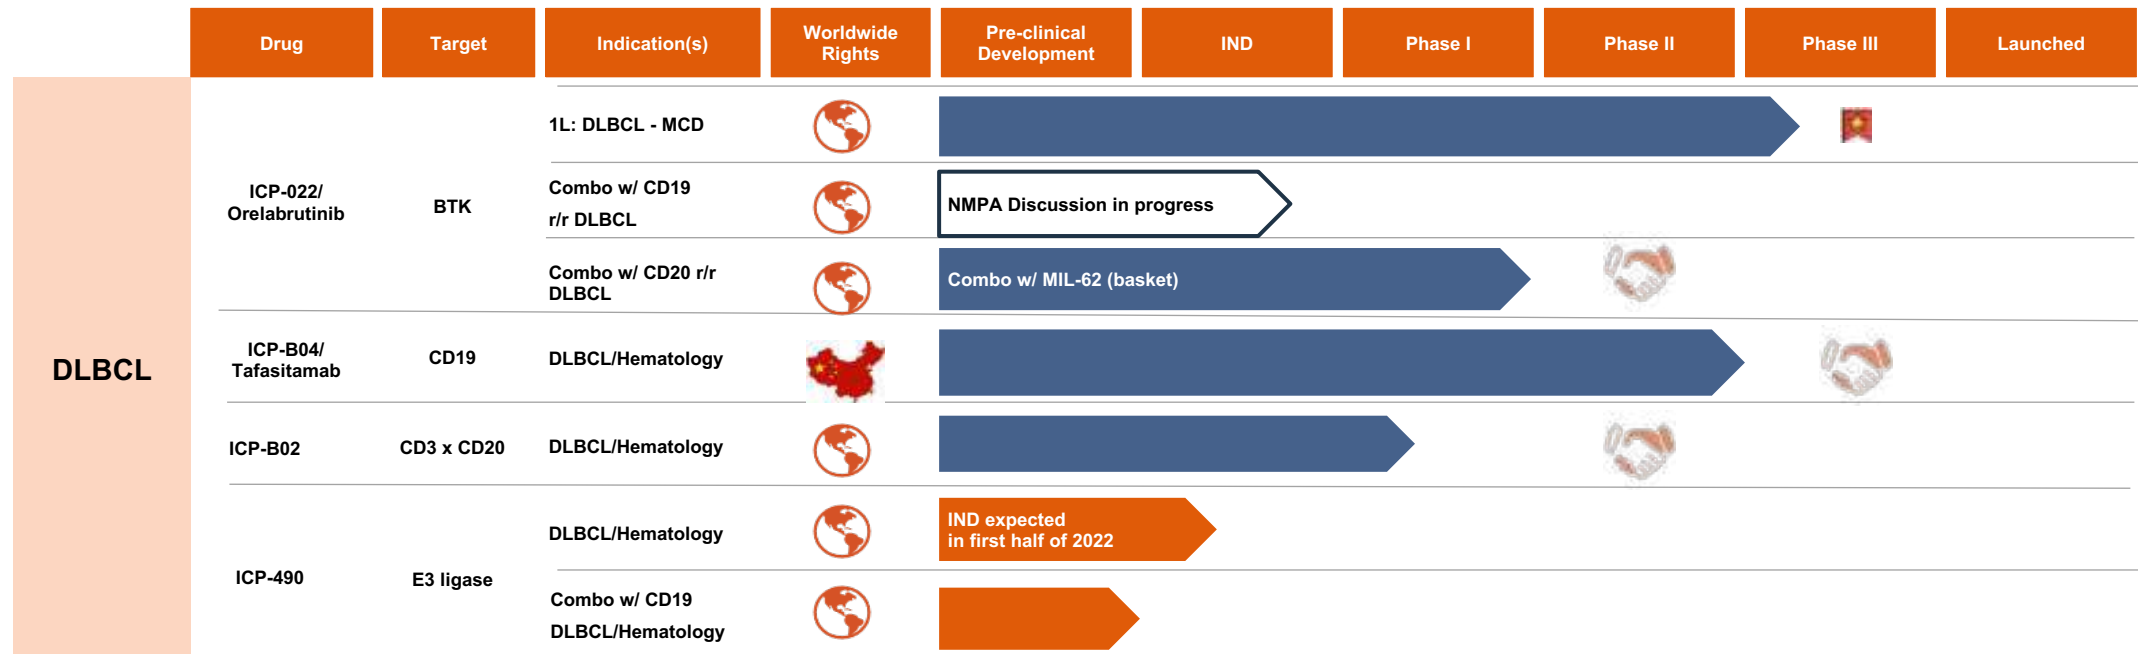 Drug
Target
Indication(s)
Worldwide
Rights
Pre-clinical
Development
IND
Phase I
Phase II
Phase III
Launched
DLBCL
ICP-022/
Orelabrutinib
BTK
1L: DLBCL - MCD
Combo w/ CD19
r/r DLBCL
NMPA Discussion in progress
Combo w/ CD20 r/r
DLBCL
Combo w/ MIL-62 (basket)
ICP-B04/
Tafasitamab
CD19
DLBCL/Hematology
ICP-B02
CD3 x CD20
DLBCL/Hematology
ICP-490
E3 ligase
DLBCL/Hematology
IND expected
in first half of 2022
Combo w/ CD19
DLBCL/Hematology